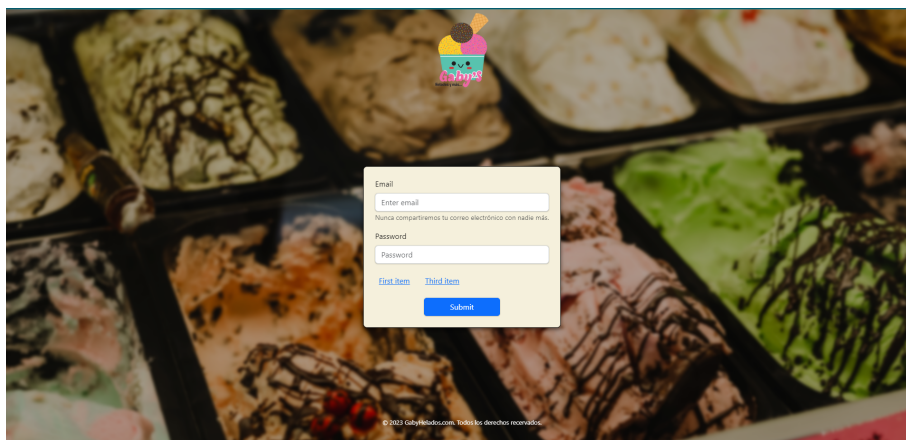 Gabyhes
Email
Enter email
Nunca compartiremos tu correo electrónico con nadie más.
Password
Password
First item Third item
Submit
© 2023 GabyHelados.com. Todos los derechos recervados.